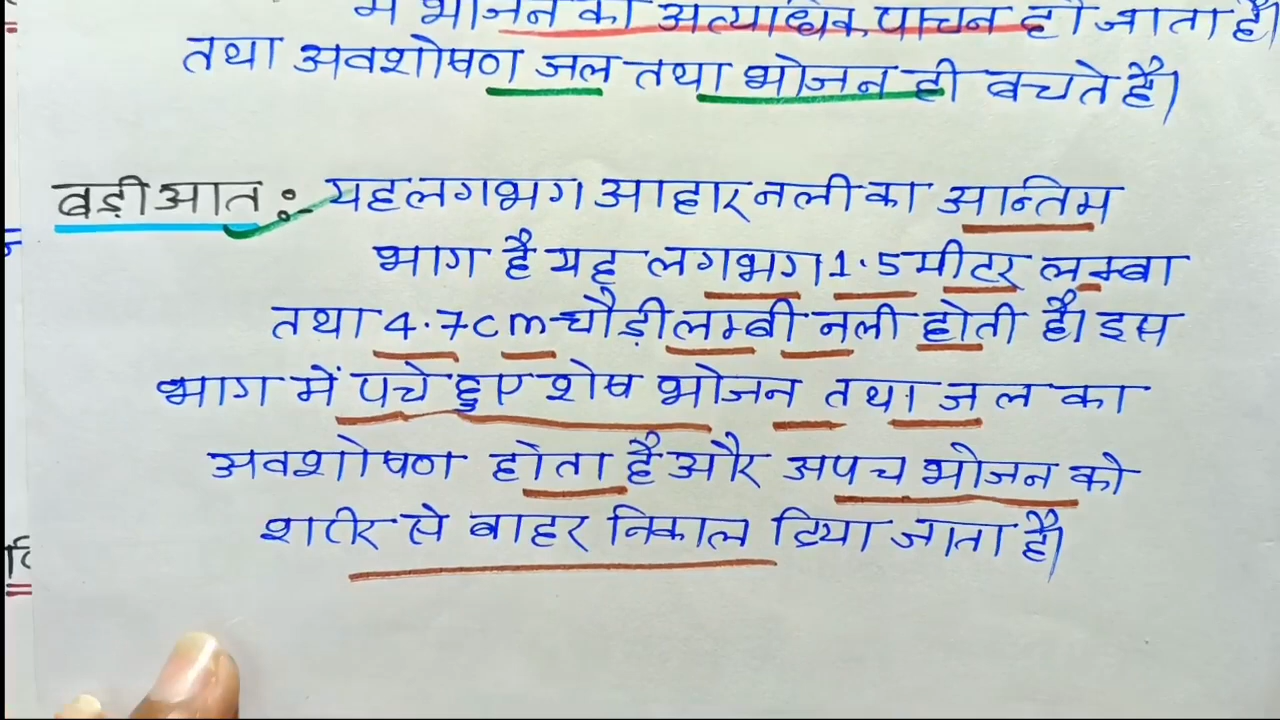 में भोजन का अत्याधिक पाचन हो जाता है।
तथा अवशोषण जल तथा भोजन ही बचते है।
बड़ी आत :- यह लगभग आहार नली का आन्तिम
भाग है यह लगभग 1.5 मीटर लम्बा
तथा 4.7cm चौड़ी लम्बी नली होती है। इस
भाग में पचे हुए शेष भोजन तथा जल का
अवशोषण होता है और अपच भोजन को
शरीर से बाहर निकाल दिया जाता है।